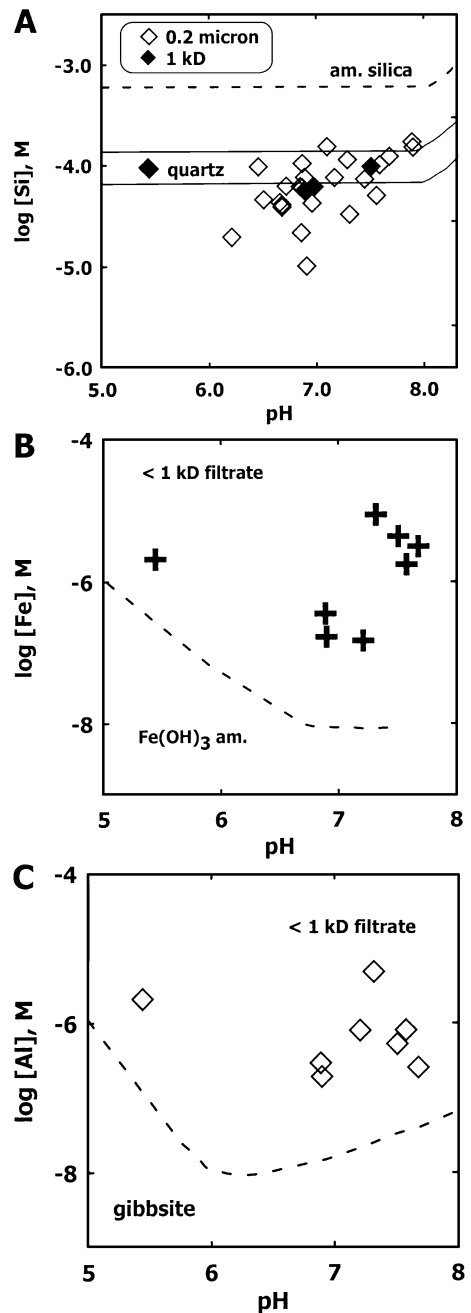 A
0.2 micron
1 kD
am. silica
quartz
-3.0
-4.0
-5.0
-6.0
log [Si], M
5.0 6.0 7.0 8.0
pH
B
< 1 kD filtrate
Fe(OH)3 am.
-4
-6
-8
log [Fe], M
5 6 7 8
pH
C
< 1 kD filtrate
gibbsite
-4
-6
-8
log [Al], M
5 6 7 8
pH